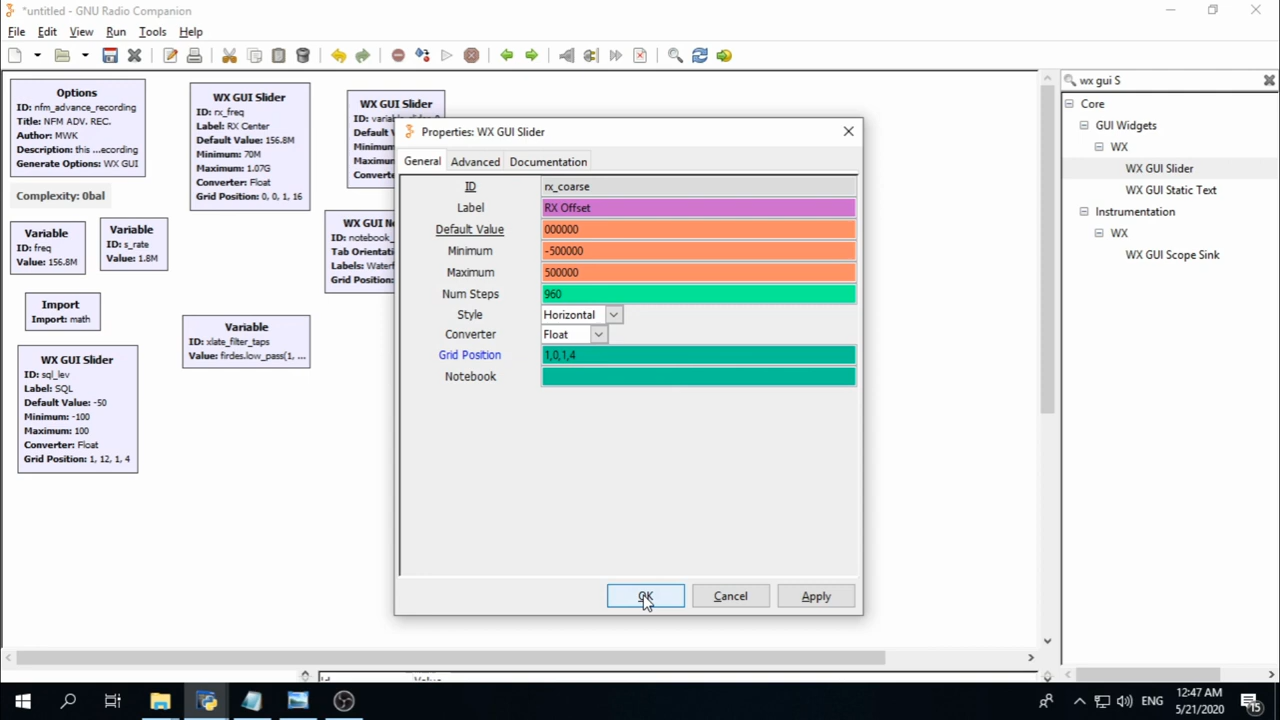 *untitled - GNU Radio Companion
File Edit View Run Tools Help
Options
ID: nfm_advance_recording
Title: NFM ADV. REC.
Author: MWK
Description: this ...ecording
Generate Options: WX GUI
Complexity: 0bal
Variable
ID: freq
Value: 156.8M
Variable
ID: s_rate
Value: 1.8M
Import
Import: math
WX GUI Slider
ID: sql_lev
Label: SQL
Default Value: -50
Minimum: -100
Maximum: 100
Converter: Float
Grid Position: 1, 12, 1, 4
WX GUI Slider
ID: rx_freq
Label: RX Center
Default Value: 156.8M
Minimum: 70M
Maximum: 1.07G
Converter: Float
Grid Position: 0, 0, 1, 16
Variable
ID: xlate_filter_taps
Value: firdes.low_pass(1, ...
WX GUI Slider
Default
Minimum
Maximum
WX GUI
ID: notebook_
Tab Orientat
Labels: Waterf
Grid Position:
Properties: WX GUI Slider
General Advanced Documentation
ID rx_coarse
Label RX Offset
Default Value 000000
Minimum -500000
Maximum 500000
Num Steps 960
Style Horizontal
Converter Float
Grid Position 1,0,1,4
Notebook
OK Cancel Apply
wx gui S
Core
GUI Widgets
WX
WX GUI Slider
WX GUI Static Text
Instrumentation
WX
WX GUI Scope Sink
Id Value
ENG
12:47 AM
5/21/2020
15